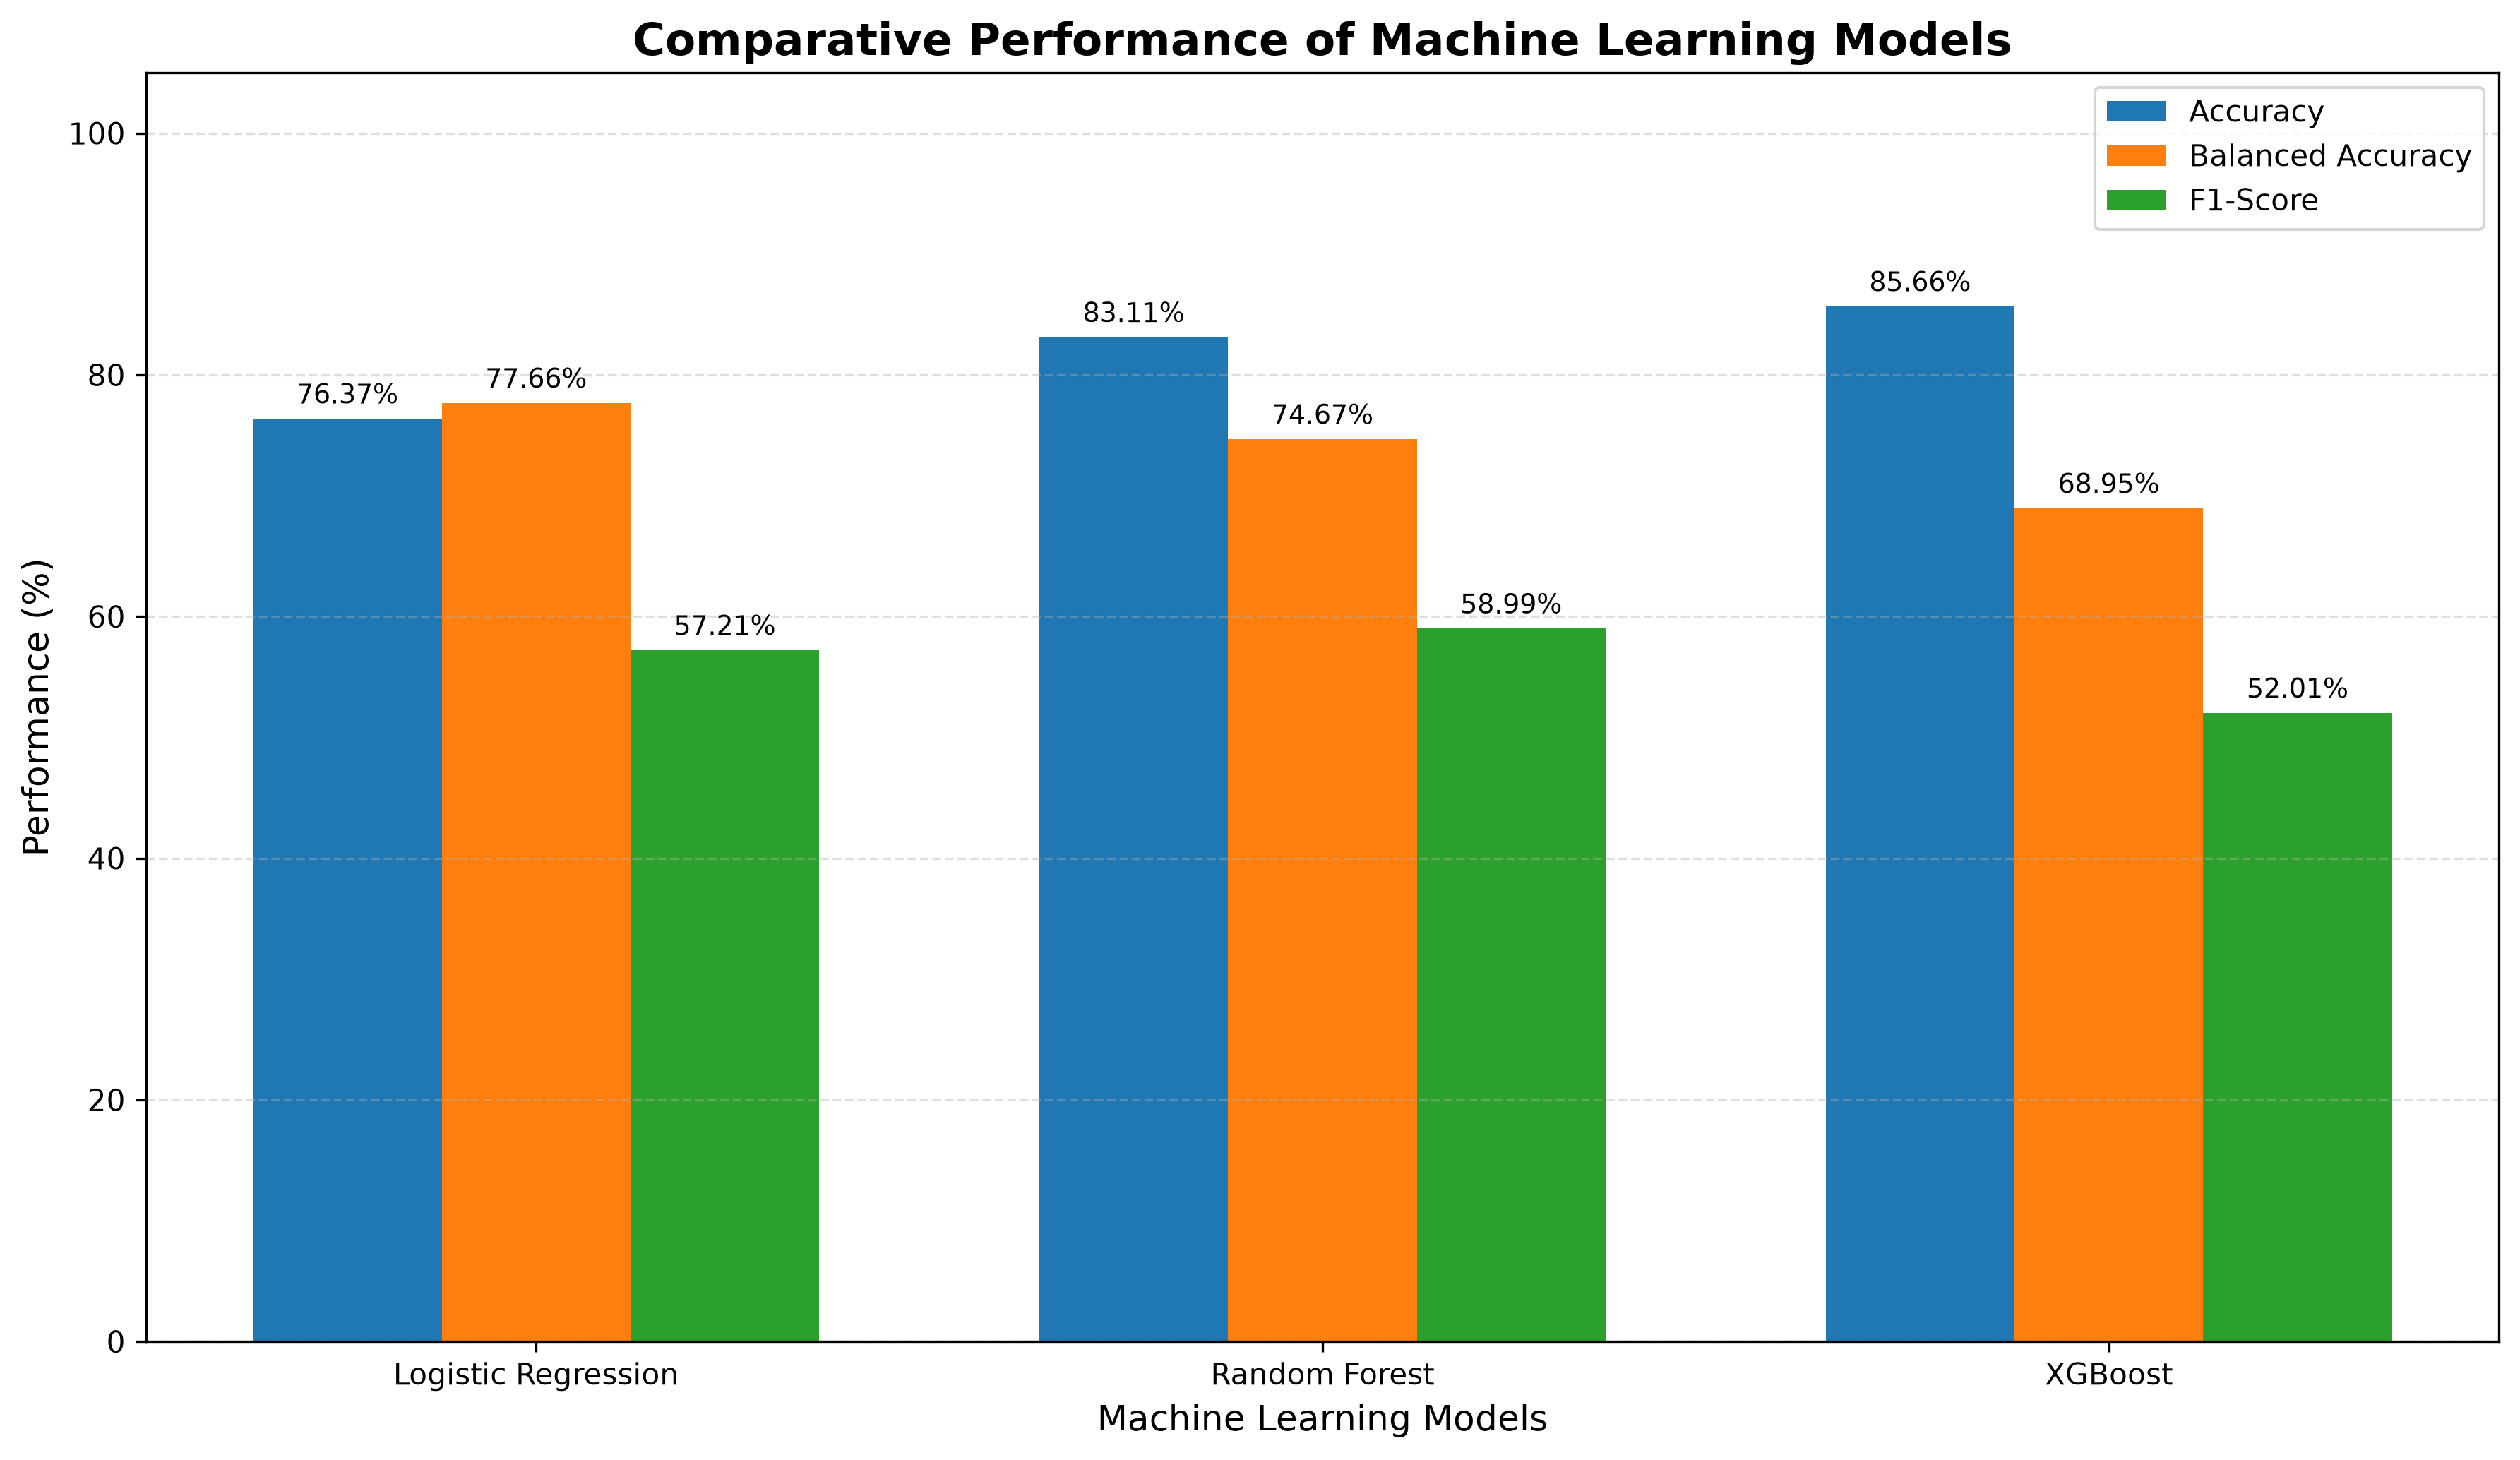 Comparative Performance of Machine Learning Models
Accuracy
Balanced Accuracy
F1-Score
Performance (%)
100
80
60
40
20
0
76.37%
77.66%
57.21%
83.11%
74.67%
58.99%
85.66%
68.95%
52.01%
Logistic Regression
Random Forest
XGBoost
Machine Learning Models